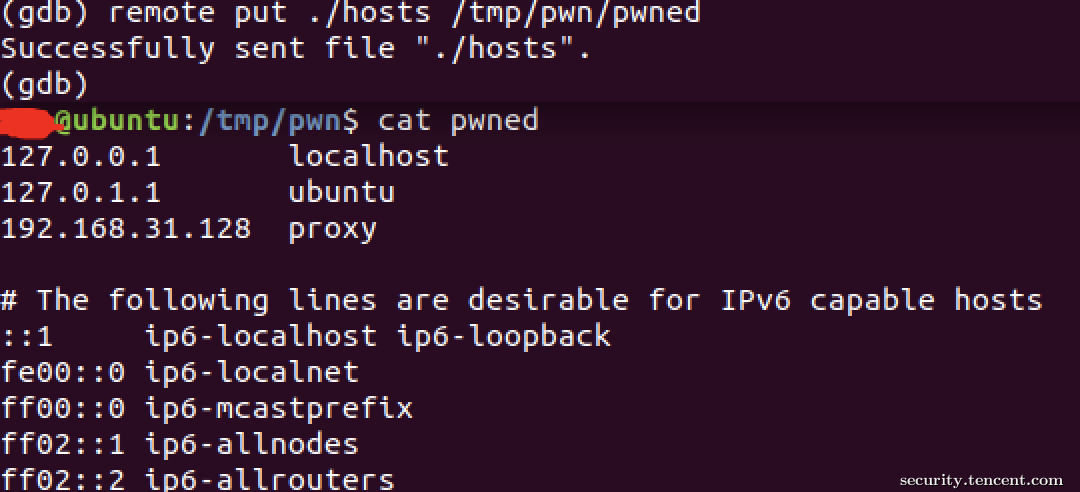 (gdb) remote put ./hosts /tmp/pwn/pwned
Successfully sent file "./hosts".
(gdb)
@ubuntu:/tmp/pwn$ cat pwned
127.0.0.1       localhost
127.0.1.1       ubuntu
192.168.31.128  proxy
# The following lines are desirable for IPv6 capable hosts
::1     ip6-localhost ip6-loopback
fe00::0 ip6-localnet
ff00::0 ip6-mcastprefix
ff02::1 ip6-allnodes
ff02::2 ip6-allrouters
security.tencent.com